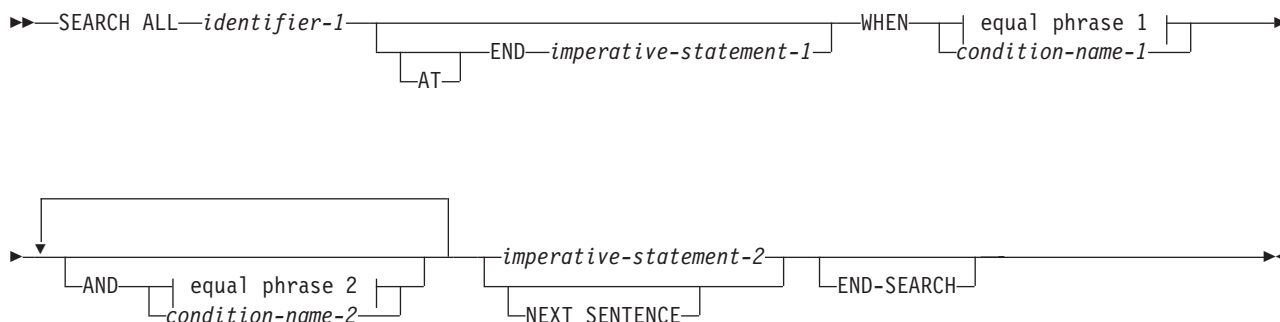 SEARCH ALL identifier-1 END imperative-statement-1 WHEN equal phrase 1
AT condition-name-1
imperative-statement-2
AND equal phrase 2 NEXT SENTENCE END-SEARCH
condition-name-2